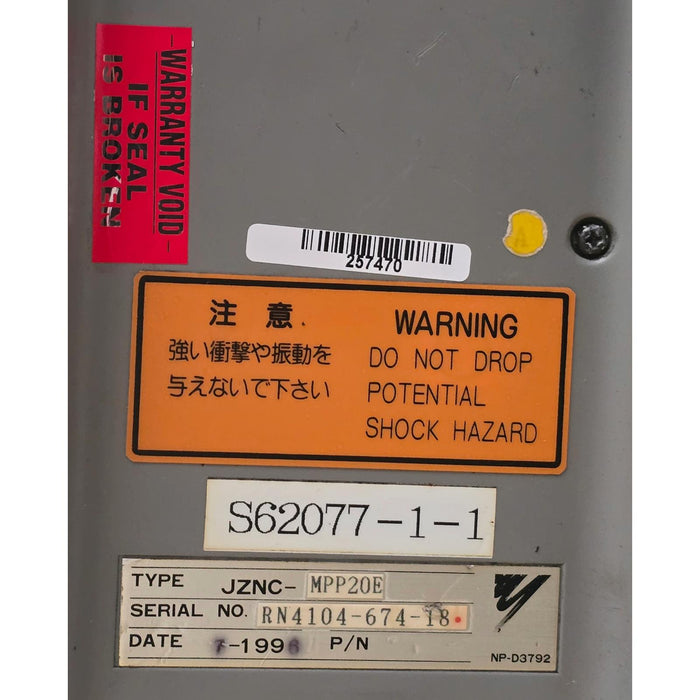 WARRANTY VOID
IF SEAL
IS BROKEN
257470
A
注意
強い衝撃や振動を
与えないで下さい
WARNING
DO NOT DROP
POTENTIAL
SHOCK HAZARD
S62077-1-1
TYPE JZNC- MPP20E
SERIAL NO. RN4104-674-18
DATE 7-1996 P/N
NP-D3792